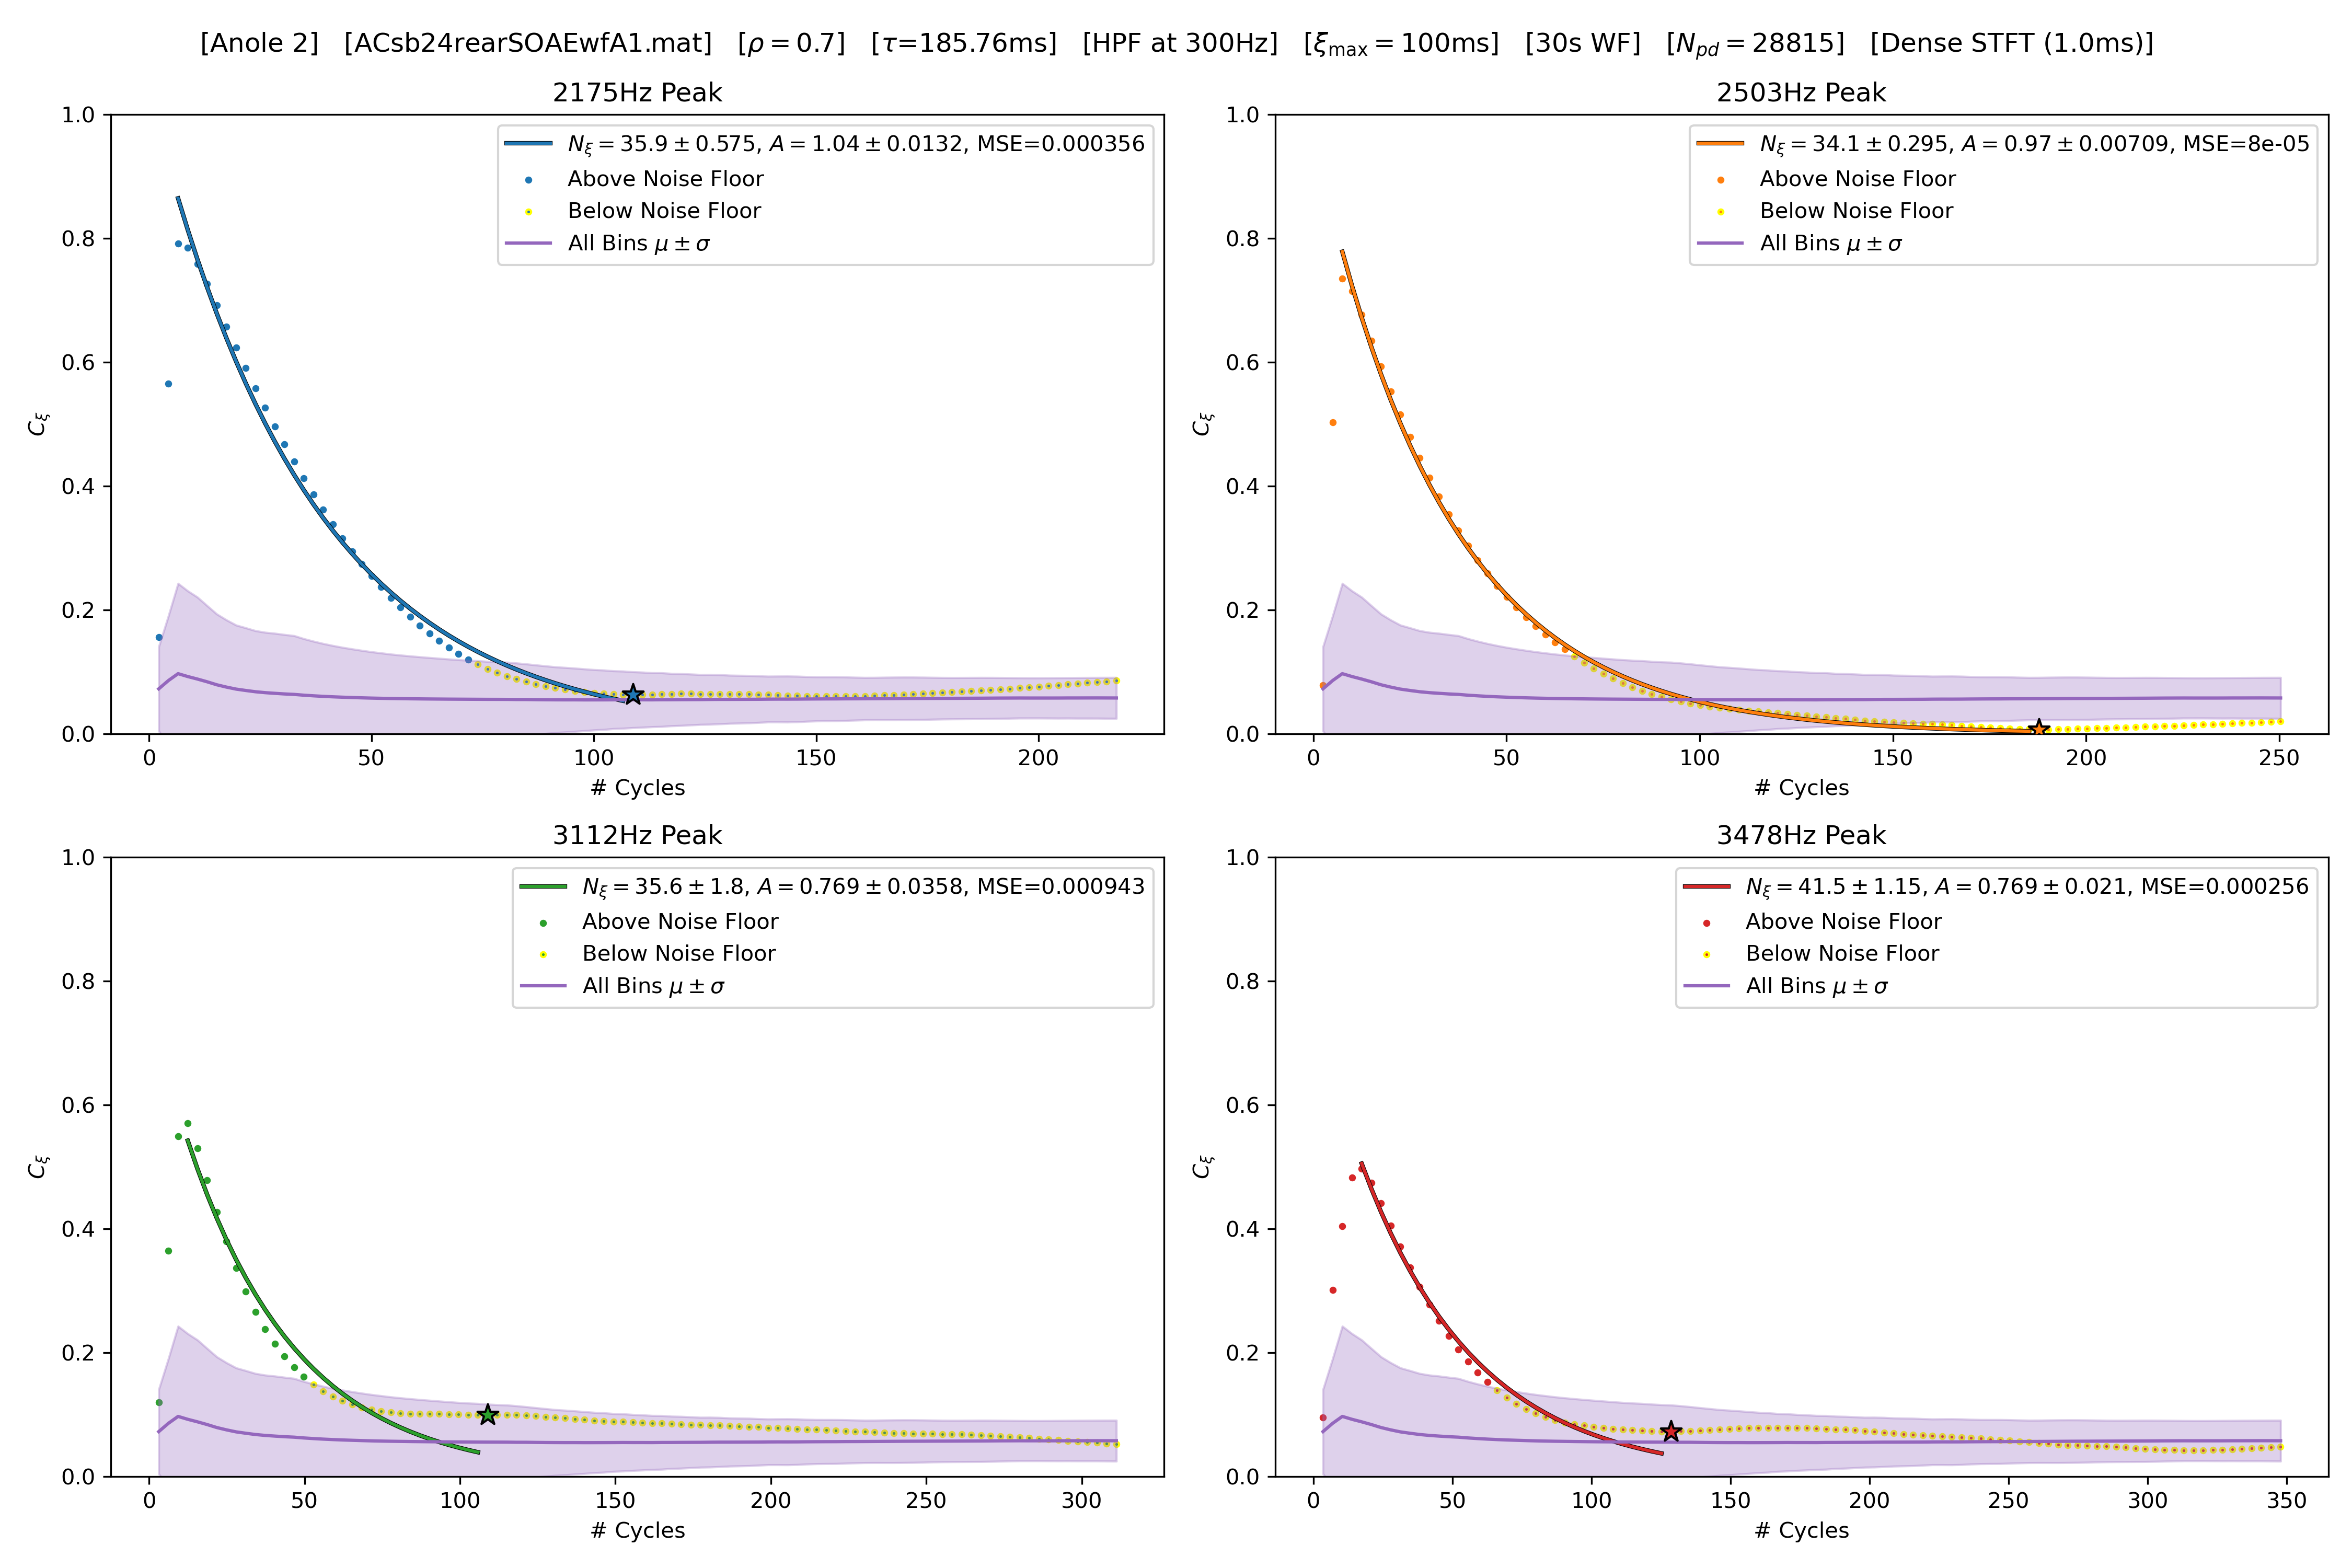 [Anole 2]   [ACsb24rearSOAEwfA1.mat]   [ρ = 0.7]   [τ=185.76ms]   [HPF at 300Hz]   [ξmax = 100ms]   [30s WF]   [Npd = 28815]   [Dense STFT (1.0ms)]
2175Hz Peak
Nξ = 35.9 ± 0.575, A = 1.04 ± 0.0132, MSE=0.000356
Above Noise Floor
Below Noise Floor
All Bins μ ± σ
1.0
0.8
0.6
0.4
0.2
0.0
Cξ
0 50 100 150 200
# Cycles
2503Hz Peak
Nξ = 34.1 ± 0.295, A = 0.97 ± 0.00709, MSE=8e-05
Above Noise Floor
Below Noise Floor
All Bins μ ± σ
1.0
0.8
0.6
0.4
0.2
0.0
Cξ
0 50 100 150 200 250
# Cycles
3112Hz Peak
Nξ = 35.6 ± 1.8, A = 0.769 ± 0.0358, MSE=0.000943
Above Noise Floor
Below Noise Floor
All Bins μ ± σ
1.0
0.8
0.6
0.4
0.2
0.0
Cξ
0 50 100 150 200 250 300
# Cycles
3478Hz Peak
Nξ = 41.5 ± 1.15, A = 0.769 ± 0.021, MSE=0.000256
Above Noise Floor
Below Noise Floor
All Bins μ ± σ
1.0
0.8
0.6
0.4
0.2
0.0
Cξ
0 50 100 150 200 250 300 350
# Cycles